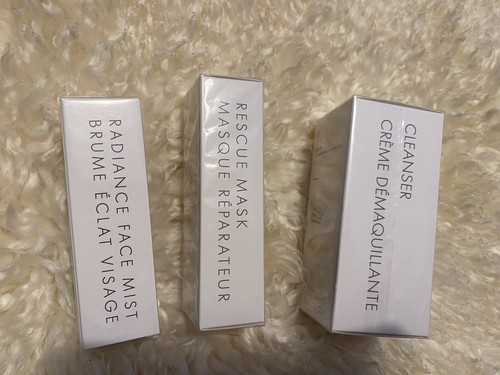 RADIANCE FACE MIST
BRUME ÉCLAT VISAGE
RESCUE MASK
MASQUE RÉPARATEUR
CLEANSER
CRÈME DÉMAQUILLANTE